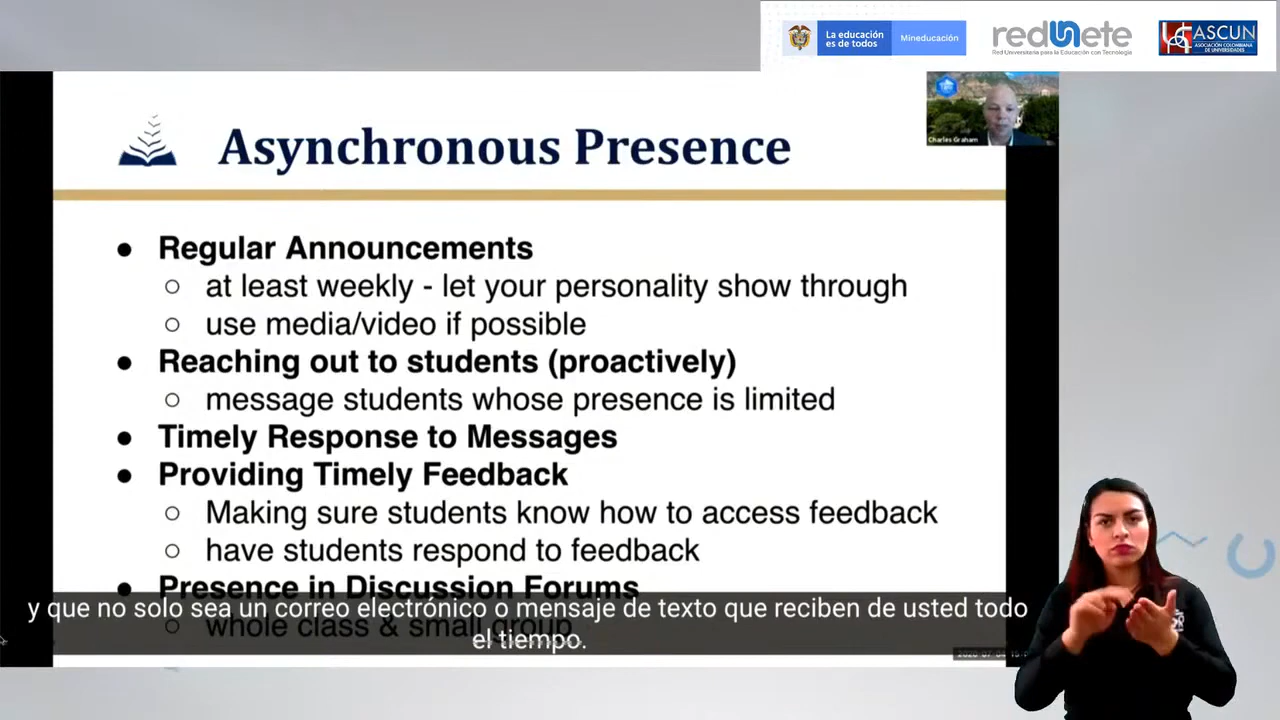 La educación
es de todos
Mineducación
redunete
Red Universitaria para la Educación con Tecnología
ASCUN
ASOCIACIÓN COLOMBIANA
DE UNIVERSIDADES
Charles Graham
Asynchronous Presence
● Regular Announcements
○ at least weekly - let your personality show through
○ use media/video if possible
● Reaching out to students (proactively)
○ message students whose presence is limited
● Timely Response to Messages
● Providing Timely Feedback
○ Making sure students know how to access feedback
○ have students respond to feedback
● Presence in Discussion Forums
○ whole class & small group
y que no solo sea un correo electrónico o mensaje de texto que reciben de usted todo
el tiempo.